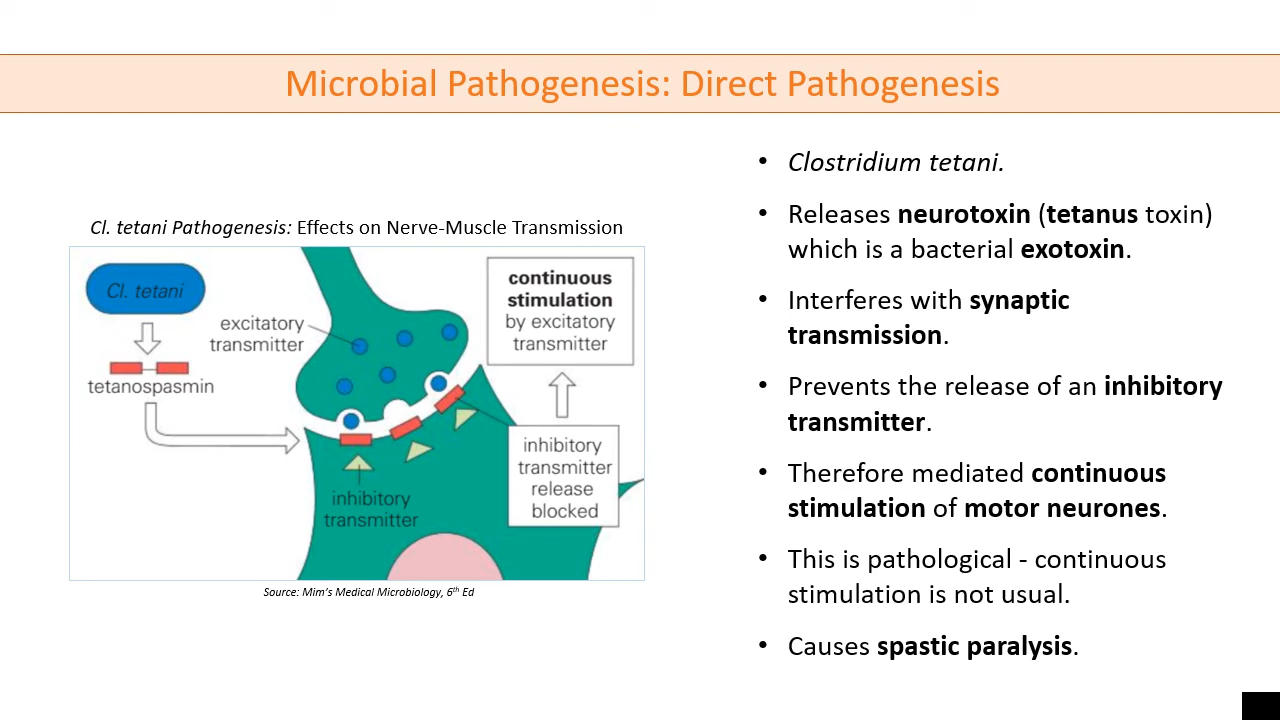 Microbial Pathogenesis: Direct Pathogenesis
Cl. tetani Pathogenesis: Effects on Nerve-Muscle Transmission
Cl. tetani
tetanospasmin
excitatory
transmitter
continuous
stimulation
by excitatory
transmitter
inhibitory
transmitter
inhibitory
transmitter
release
blocked
Source: Mim's Medical Microbiology, 6th Ed
• Clostridium tetani.
• Releases neurotoxin (tetanus toxin)
which is a bacterial exotoxin.
• Interferes with synaptic
transmission.
• Prevents the release of an inhibitory
transmitter.
• Therefore mediated continuous
stimulation of motor neurones.
• This is pathological - continuous
stimulation is not usual.
• Causes spastic paralysis.